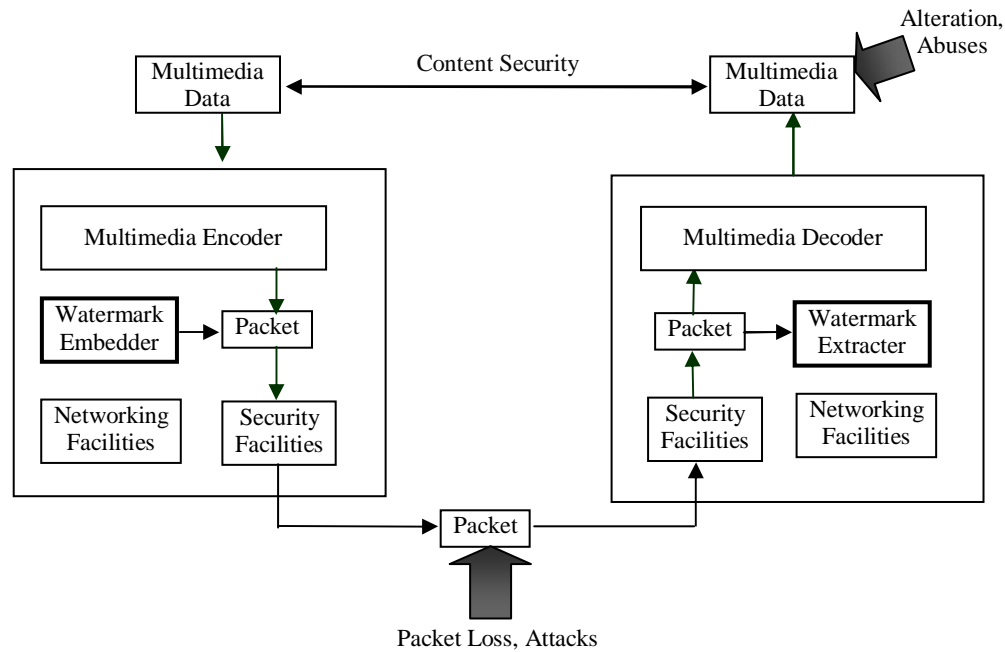 Alteration,
Abuses
Multimedia
Data
Content Security
Multimedia
Data
Multimedia Encoder
Watermark
Embedder
Packet
Networking
Facilities
Security
Facilities
Multimedia Decoder
Packet
Watermark
Extracter
Security
Facilities
Networking
Facilities
Packet
Packet Loss, Attacks